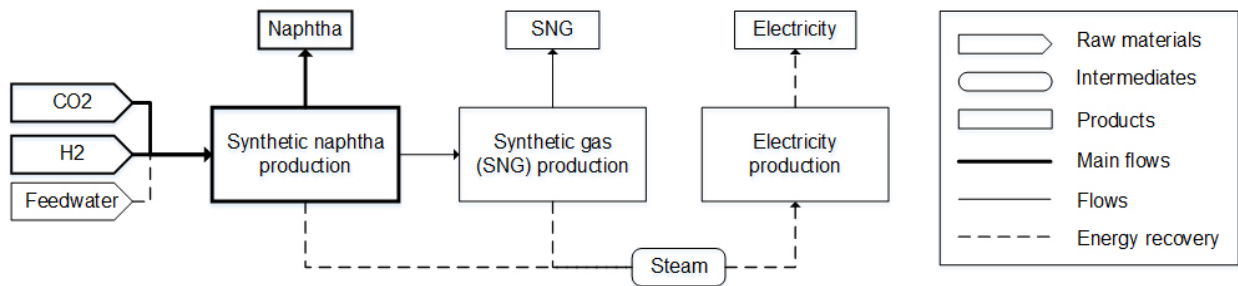 Naphtha
SNG
Electricity
CO2
H2
Feedwater
Synthetic naphtha
production
Synthetic gas
(SNG) production
Electricity
production
Steam
Raw materials
Intermediates
Products
Main flows
Flows
Energy recovery